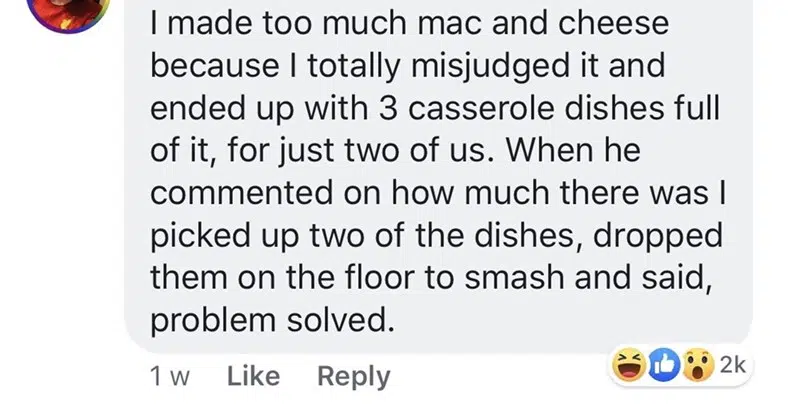 I made too much mac and cheese
because I totally misjudged it and
ended up with 3 casserole dishes full
of it, for just two of us. When he
commented on how much there was I
picked up two of the dishes, dropped
them on the floor to smash and said,
problem solved.
1 w Like Reply 2k